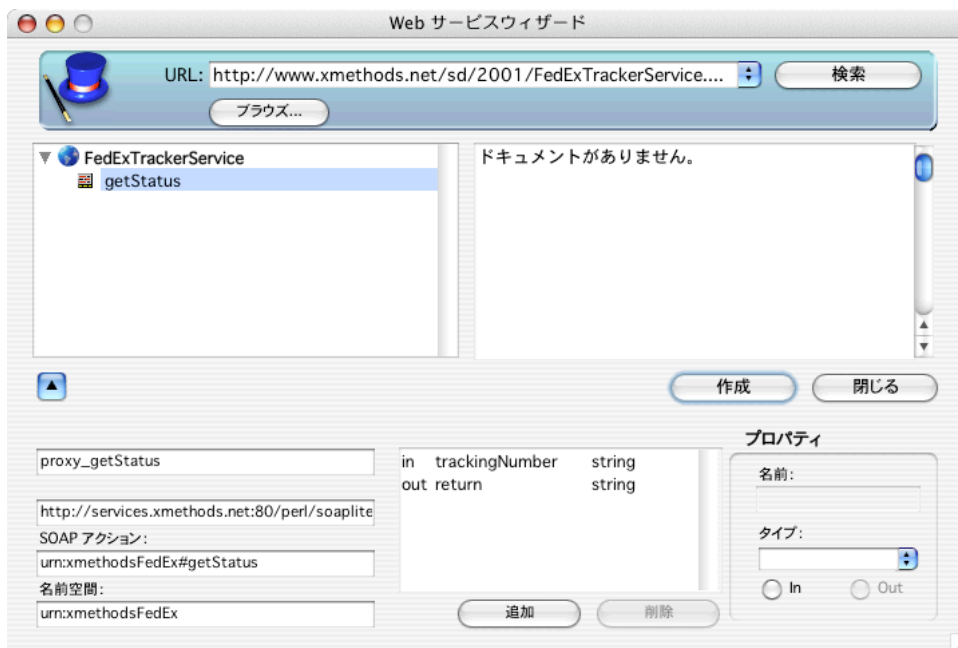 Web サービスウィザード
URL: http://www.xmethods.net/sd/2001/FedExTrackerService....
検索
ブラウズ...
FedExTrackerService
getStatus
ドキュメントがありません。
作成
閉じる
proxy_getStatus
http://services.xmethods.net:80/perl/soaplite
SOAP アクション:
urn:xmethodsFedEx#getStatus
名前空間:
urn:xmethodsFedEx
in trackingNumber string
out return string
追加
削除
プロパティ
名前:
タイプ:
In
Out